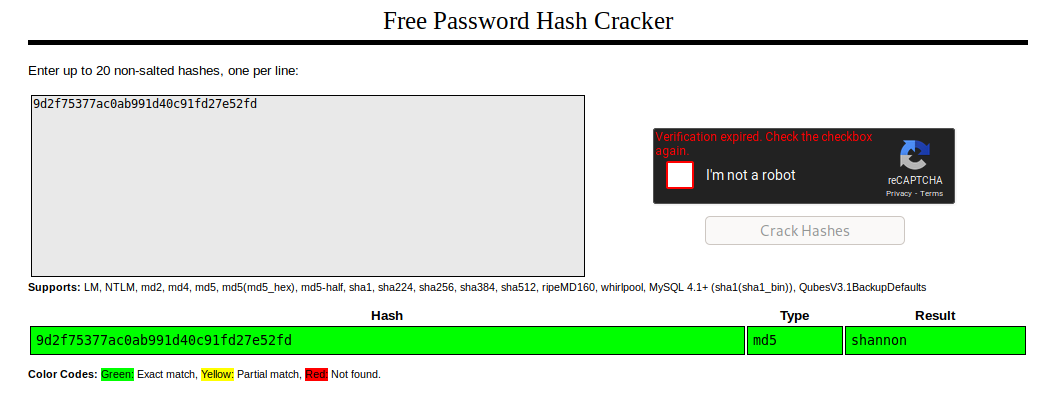 Free Password Hash Cracker
Enter up to 20 non-salted hashes, one per line:
9d2f75377ac0ab991d40c91fd27e52fd
Verification expired. Check the checkbox
again.
I'm not a robot
reCAPTCHA
Privacy - Terms
Crack Hashes
Supports: LM, NTLM, md2, md4, md5, md5(md5_hex), md5-half, sha1, sha224, sha256, sha384, sha512, ripeMD160, whirlpool, MySQL 4.1+ (sha1(sha1_bin)), QubesV3.1BackupDefaults
Hash Type Result
9d2f75377ac0ab991d40c91fd27e52fd md5 shannon
Color Codes: Green: Exact match, Yellow: Partial match, Red: Not found.